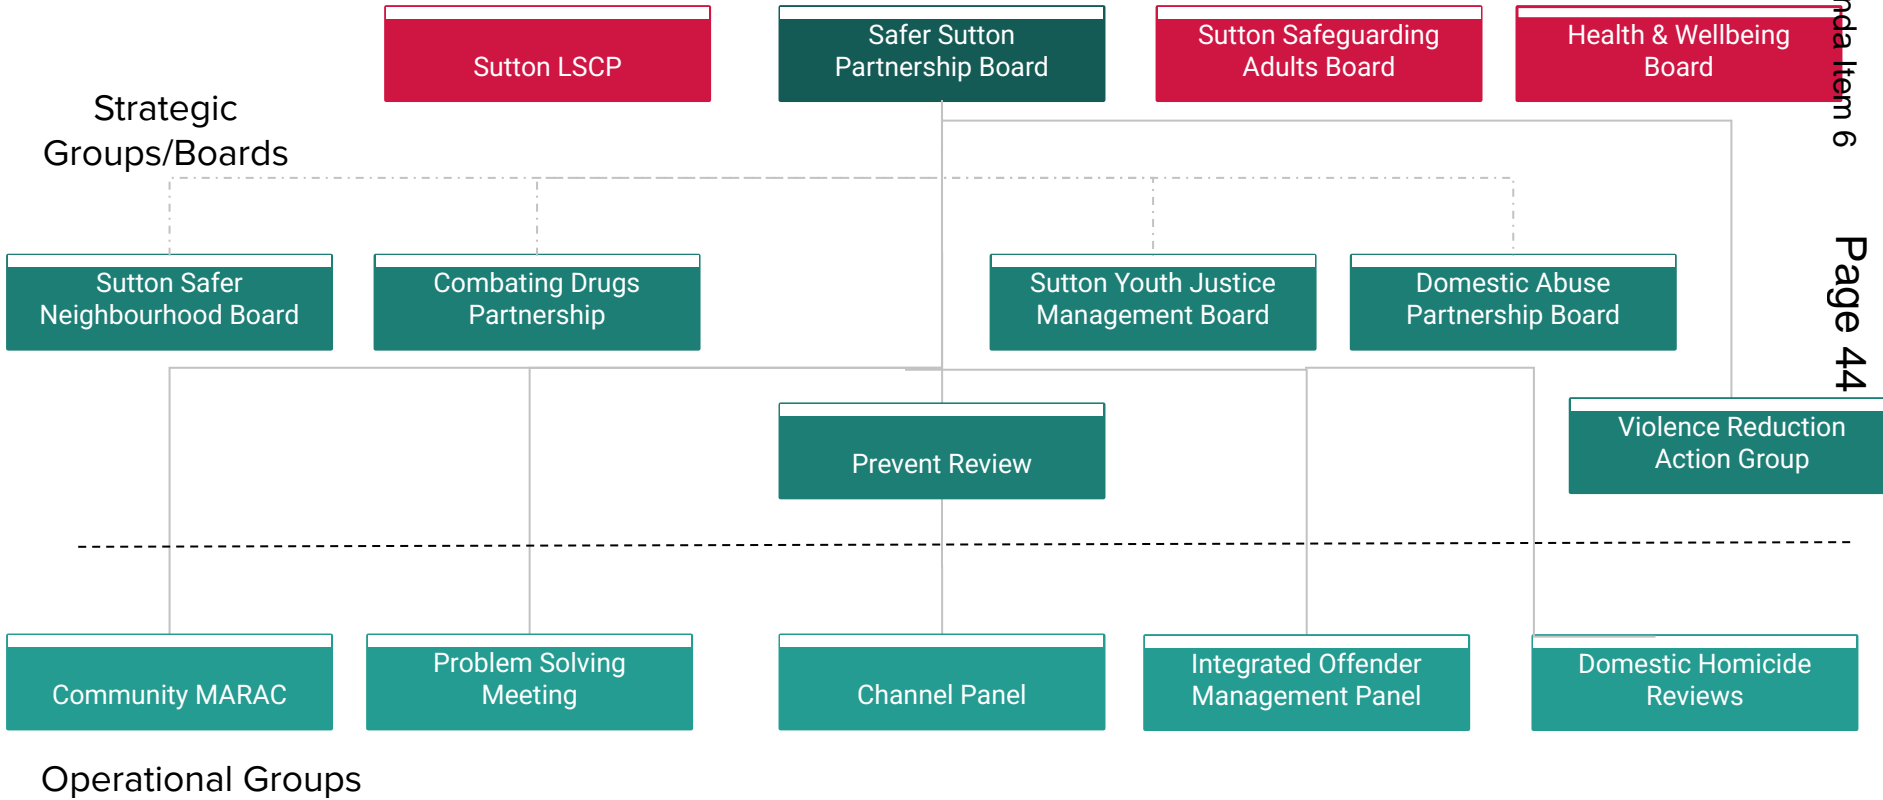 Sutton LSCP
Safer Sutton
Partnership Board
Sutton Safeguarding
Adults Board
Health & Wellbeing
Board
Item 6
Page 44
Strategic
Groups/Boards
Sutton Safer
Neighbourhood Board
Combating Drugs
Partnership
Sutton Youth Justice
Management Board
Domestic Abuse
Partnership Board
Prevent Review
Violence Reduction
Action Group
Community MARAC
Problem Solving
Meeting
Channel Panel
Integrated Offender
Management Panel
Domestic Homicide
Reviews
Operational Groups